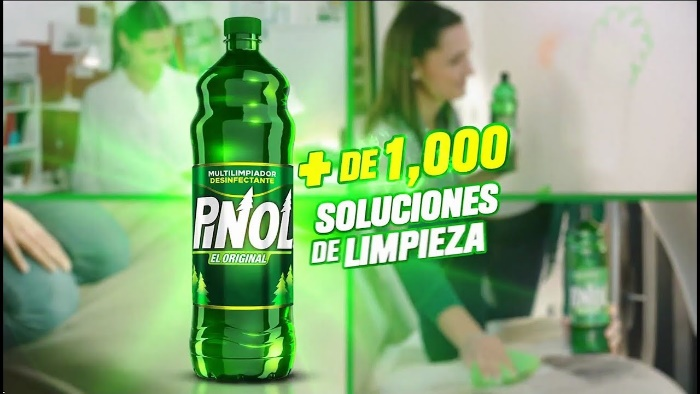 MULTILIMPIADOR
DESINFECTANTE
PINOL
EL ORIGINAL
+ DE 1,000
SOLUCIONES
DE LIMPIEZA